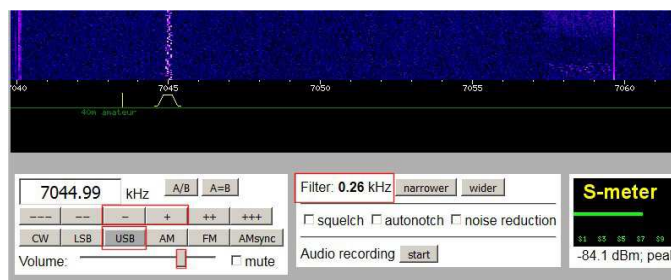 7040 7045 7050 7055 7060
40m amateur
7044.99 kHz A/B A=B
--- -- - + ++ +++
CW LSB USB AM FM AMsync
Volume: mute
Filter: 0.26 kHz narrower wider
squelch autonotch noise reduction
Audio recording start
S-meter
S1 S3 S5 S7 S9
-84.1 dBm; peak